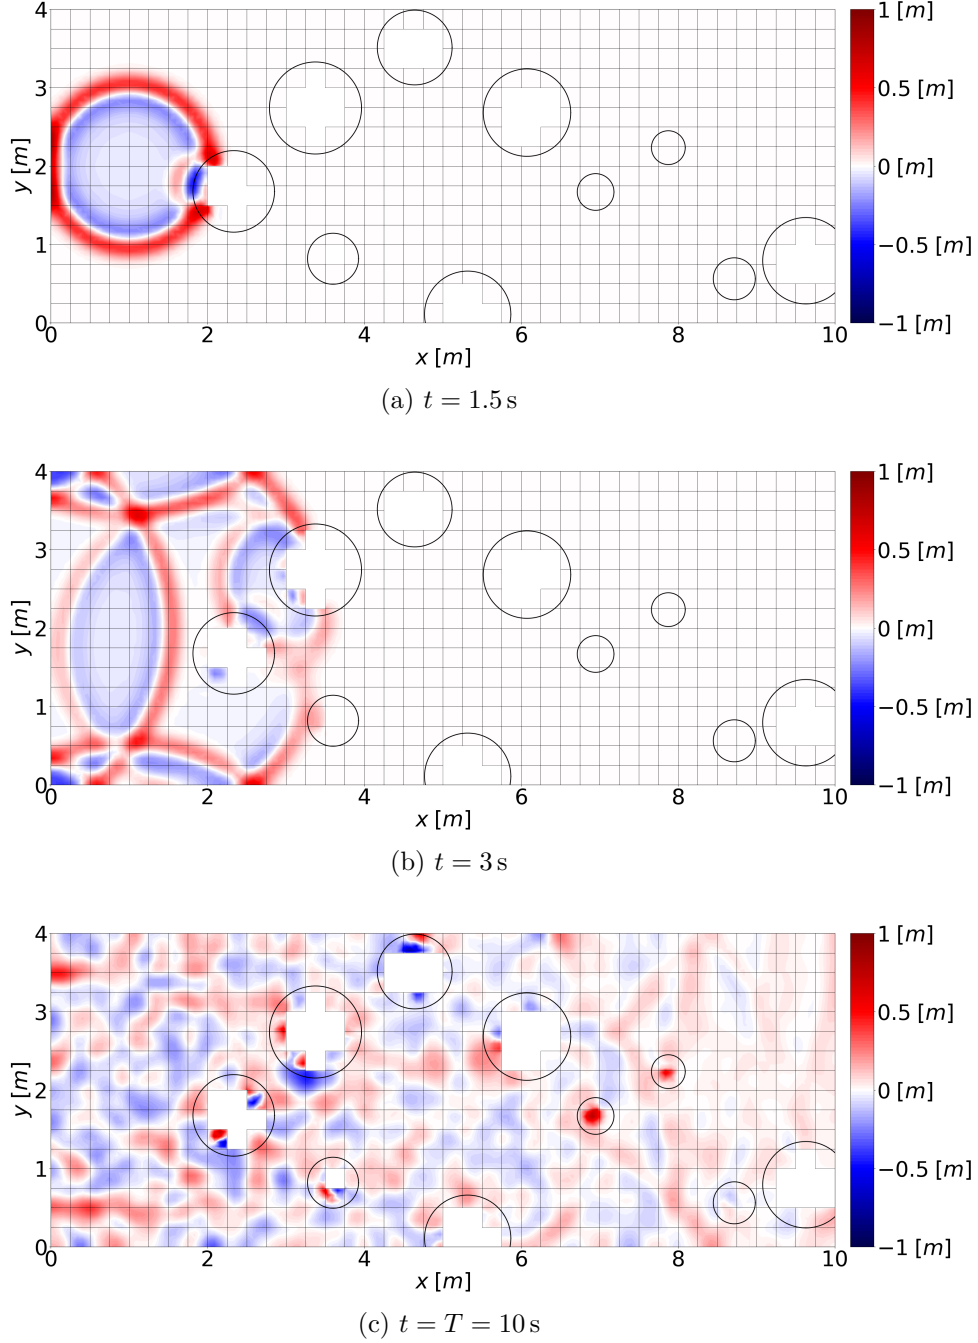 4
3
2
1
0
y [m]
0 2 4 6 8 10
x [m]
1 [m]
0.5 [m]
0 [m]
−0.5 [m]
−1 [m]
(a) t = 1.5 s
4
3
2
1
0
y [m]
0 2 4 6 8 10
x [m]
1 [m]
0.5 [m]
0 [m]
−0.5 [m]
−1 [m]
(b) t = 3 s
4
3
2
1
0
y [m]
0 2 4 6 8 10
x [m]
1 [m]
0.5 [m]
0 [m]
−0.5 [m]
−1 [m]
(c) t = T = 10 s